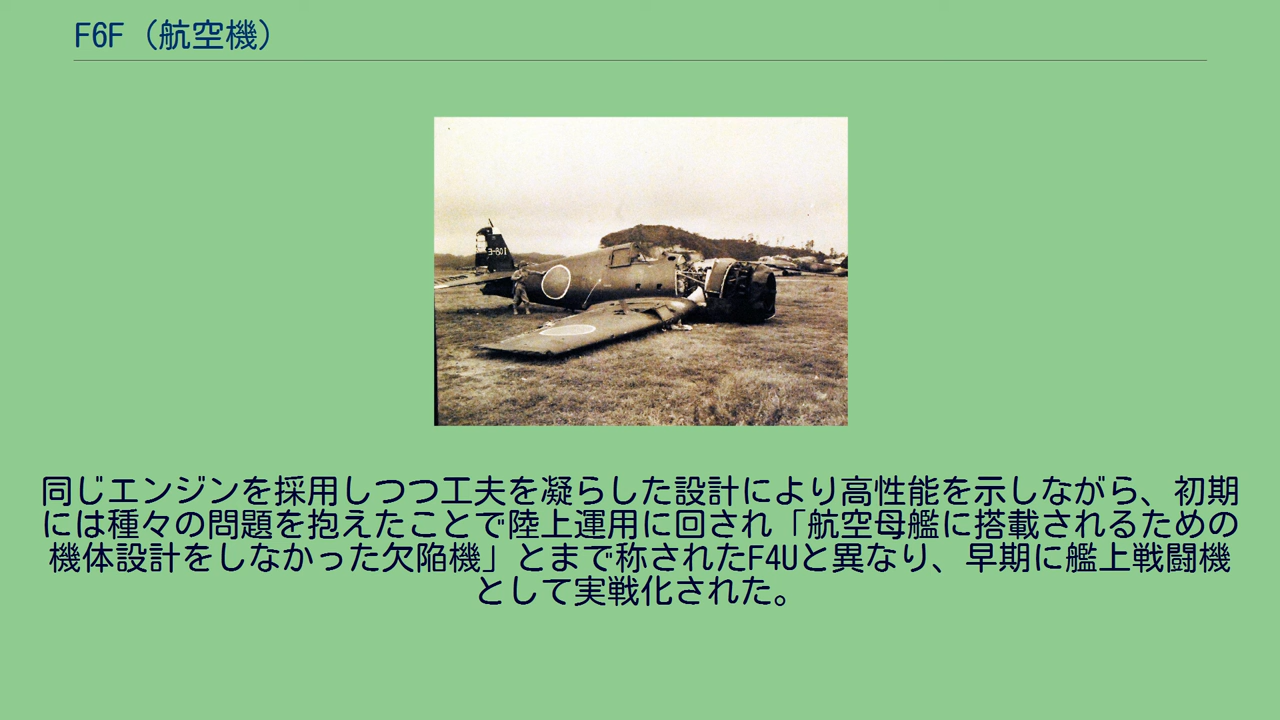 F6F（航空機）
ヨ-801
同じエンジンを採用しつつ工夫を凝らした設計により高性能を示しながら、初期
には種々の問題を抱えたことで陸上運用に回され「航空母艦に搭載されるための
機体設計をしなかった欠陥機」とまで称されたF4Uと異なり、早期に艦上戦闘機
として実戦化された。